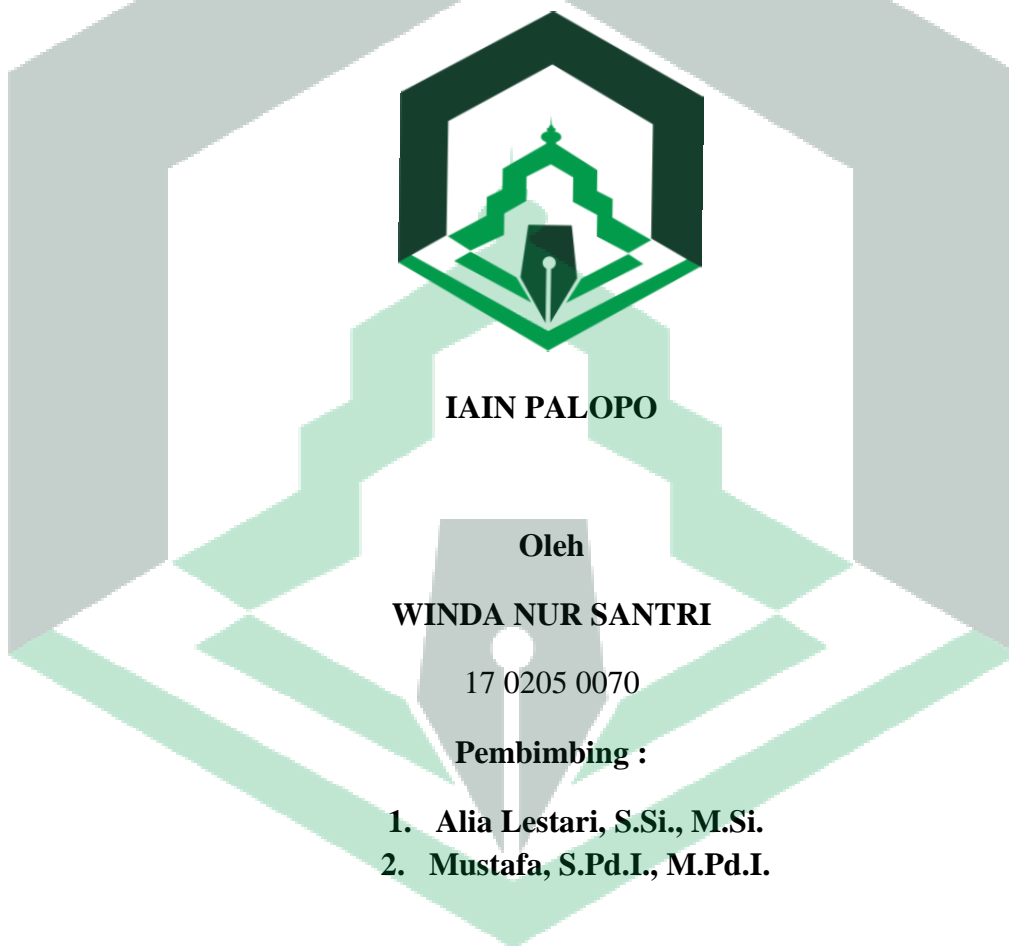 IAIN PALOPO
Oleh
WINDA NUR SANTRI
17 0205 0070
Pembimbing :
1. Alia Lestari, S.Si., M.Si.
2. Mustafa, S.Pd.I., M.Pd.I.